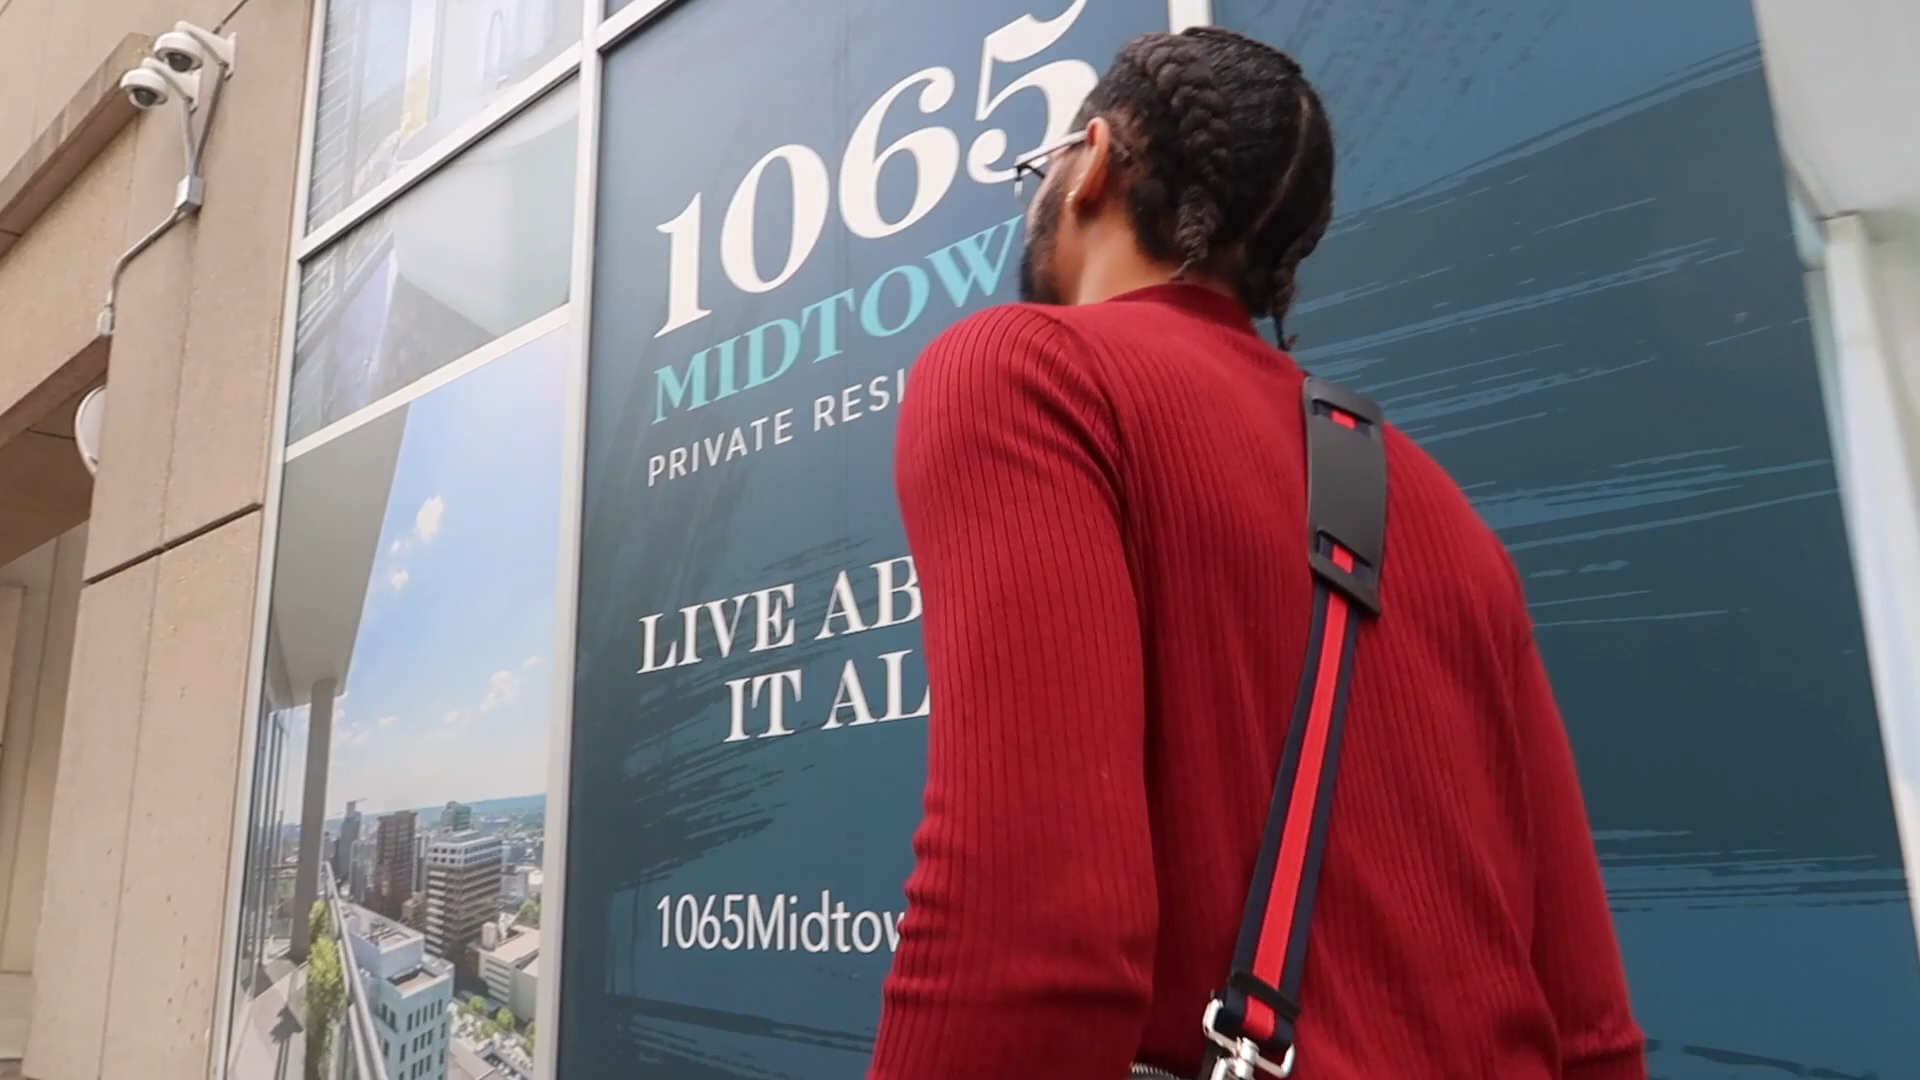 1065
MIDTOW
PRIVATE RESI
LIVE AB
IT AL
1065Midtow